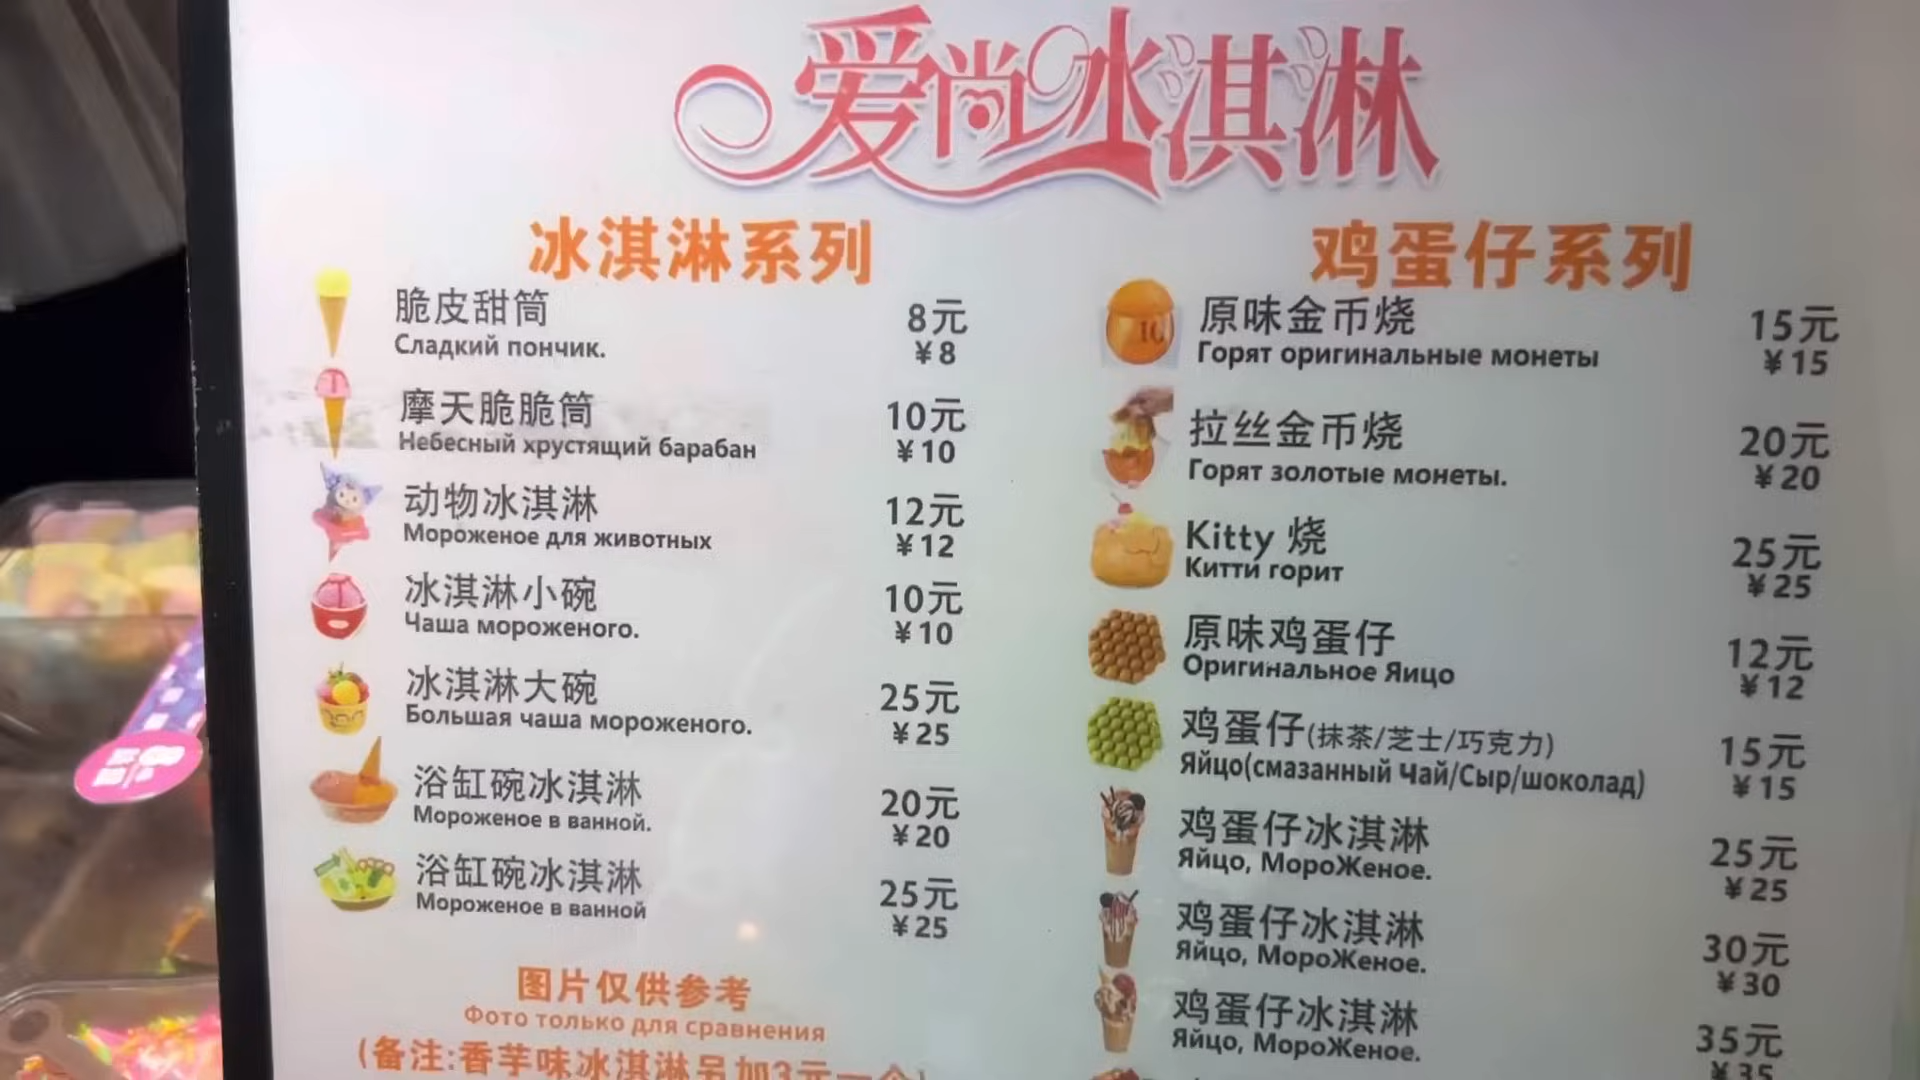 爱尚冰淇淋
冰淇淋系列
脆皮甜筒 8元
Сладкий пончик. ¥8
摩天脆脆筒 10元
Небесный хрустящий барабан ¥10
动物冰淇淋 12元
Мороженое для животных ¥12
冰淇淋小碗 10元
Чаша мороженого. ¥10
冰淇淋大碗 25元
Большая чаша мороженого. ¥25
浴缸碗冰淇淋 20元
Мороженое в ванной. ¥20
浴缸碗冰淇淋 25元
Мороженое в ванной ¥25
图片仅供参考
Фото только для сравнения
(备注:香芋味冰淇淋另加3元一个)
鸡蛋仔系列
原味金币烧 15元
Горят оригинальные монеты ¥15
拉丝金币烧 20元
Горят золотые монеты. ¥20
Kitty 烧 25元
Китти горит ¥25
原味鸡蛋仔 12元
Оригинальное Яицо ¥12
鸡蛋仔(抹茶/芝士/巧克力) 15元
Яйцо(смазанный Чай/Сыр/шоколад) ¥15
鸡蛋仔冰淇淋 25元
Яйцо, МороЖеное. ¥25
鸡蛋仔冰淇淋 30元
Яйцо, МороЖеное. ¥30
鸡蛋仔冰淇淋 35元
Яйцо, МороЖеное. ¥35